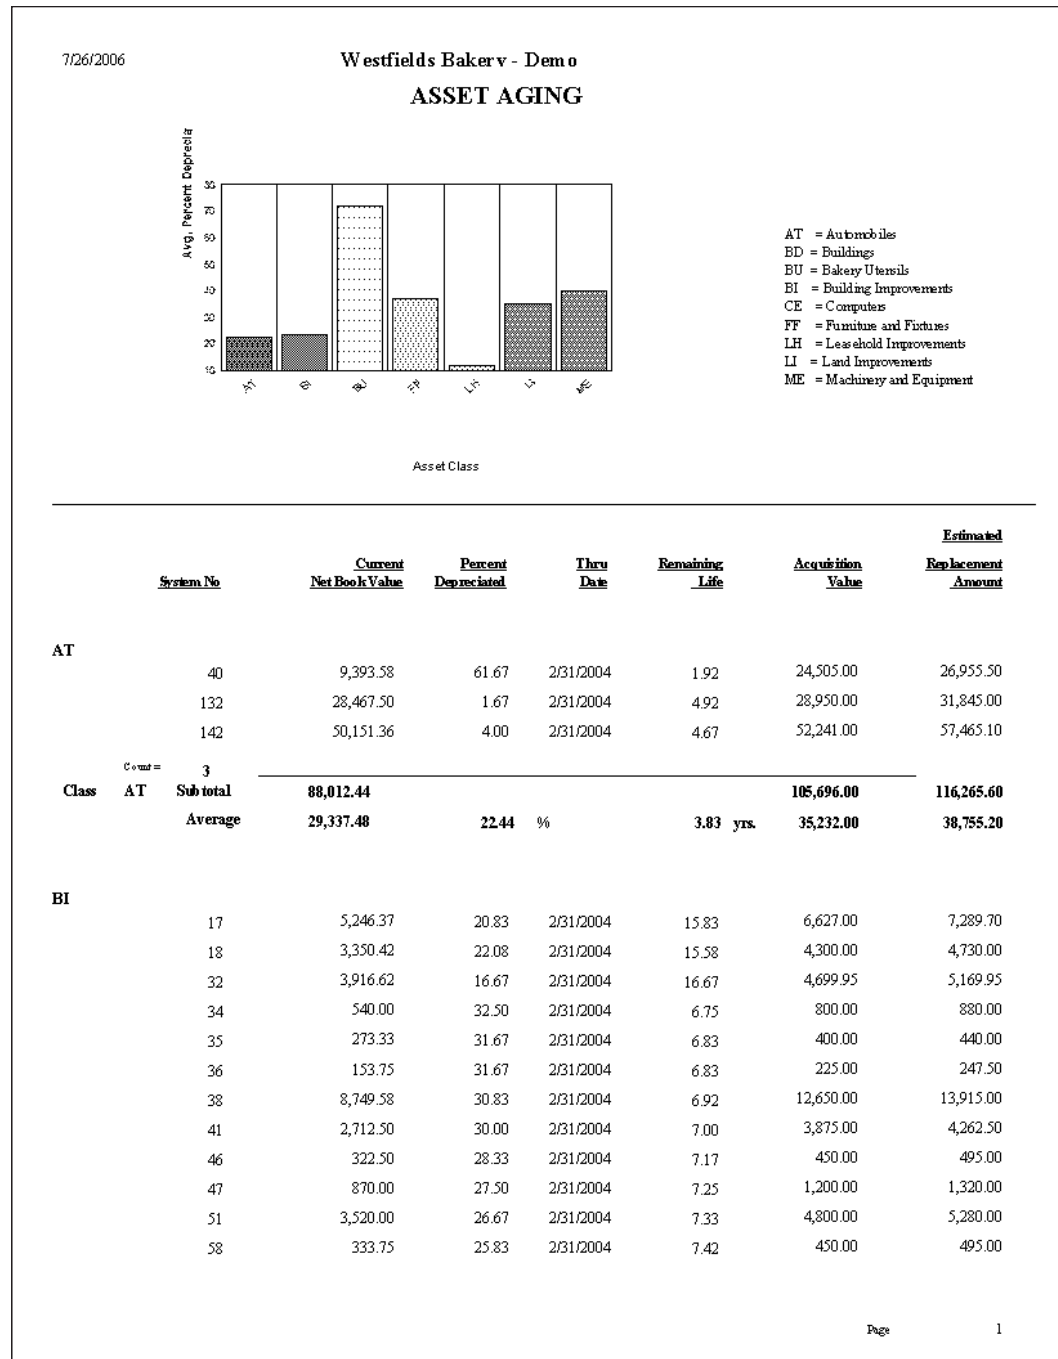 7/26/2006
Westfields Bakery - Demo
ASSET AGING
Avg, Percent Depreciat
80
70
60
50
40
30
20
10
AT BI BU FF LH LI ME
Asset Class
AT = Automobiles
BD = Buildings
BU = Bakery Utensils
BI = Building Improvements
CE = Computers
FF = Furniture and Fixtures
LH = Leasehold Improvements
LI = Land Improvements
ME = Machinery and Equipment
Estimated
Current Percent Thru Remaining Acquisition Replacement
System No Net Book Value Depreciated Date Life Value Amount
AT
40 9,393.58 61.67 2/31/2004 1.92 24,505.00 26,955.50
132 28,467.50 1.67 2/31/2004 4.92 28,950.00 31,845.00
142 50,151.36 4.00 2/31/2004 4.67 52,241.00 57,465.10
Count = 3
Class AT Subtotal 88,012.44 105,696.00 116,265.60
Average 29,337.48 22.44 % 3.83 yrs. 35,232.00 38,755.20
BI
17 5,246.37 20.83 2/31/2004 15.83 6,627.00 7,289.70
18 3,350.42 22.08 2/31/2004 15.58 4,300.00 4,730.00
32 3,916.62 16.67 2/31/2004 16.67 4,699.95 5,169.95
34 540.00 32.50 2/31/2004 6.75 800.00 880.00
35 273.33 31.67 2/31/2004 6.83 400.00 440.00
36 153.75 31.67 2/31/2004 6.83 225.00 247.50
38 8,749.58 30.83 2/31/2004 6.92 12,650.00 13,915.00
41 2,712.50 30.00 2/31/2004 7.00 3,875.00 4,262.50
46 322.50 28.33 2/31/2004 7.17 450.00 495.00
47 870.00 27.50 2/31/2004 7.25 1,200.00 1,320.00
51 3,520.00 26.67 2/31/2004 7.33 4,800.00 5,280.00
58 333.75 25.83 2/31/2004 7.42 450.00 495.00
Page 1